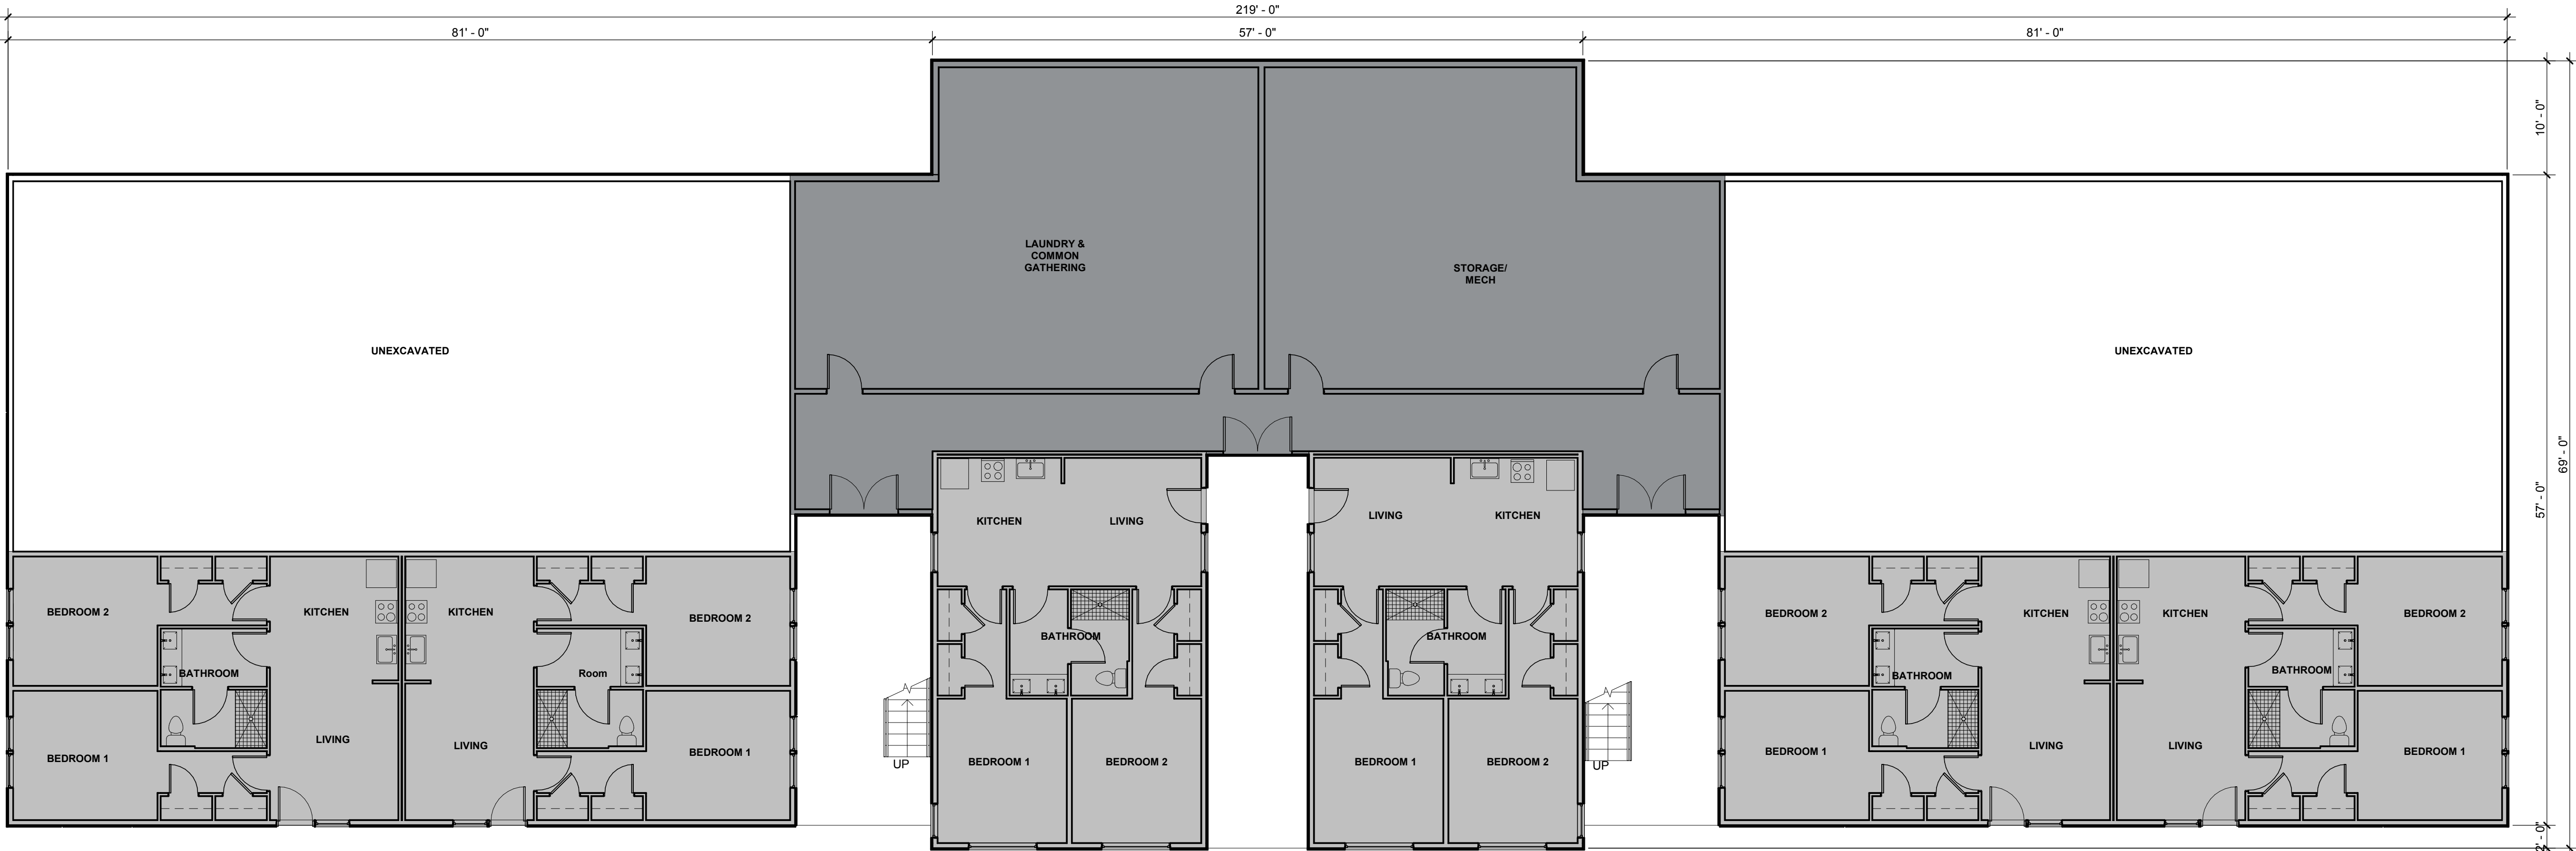 219' - 0"
81' - 0"
57' - 0"
81' - 0"
10' - 0"
LAUNDRY &
COMMON
GATHERING
STORAGE/
MECH
UNEXCAVATED
UNEXCAVATED
69' - 0"
57' - 0"
KITCHEN
LIVING
LIVING
KITCHEN
BEDROOM 2
KITCHEN
KITCHEN
BEDROOM 2
BATHROOM
BATHROOM
BEDROOM 2
KITCHEN
KITCHEN
BEDROOM 2
BATHROOM
Room
BATHROOM
BATHROOM
BEDROOM 1
LIVING
LIVING
BEDROOM 1
UP
BEDROOM 1
BEDROOM 2
BEDROOM 1
BEDROOM 2
UP
BEDROOM 1
LIVING
LIVING
BEDROOM 1
2' - 0"